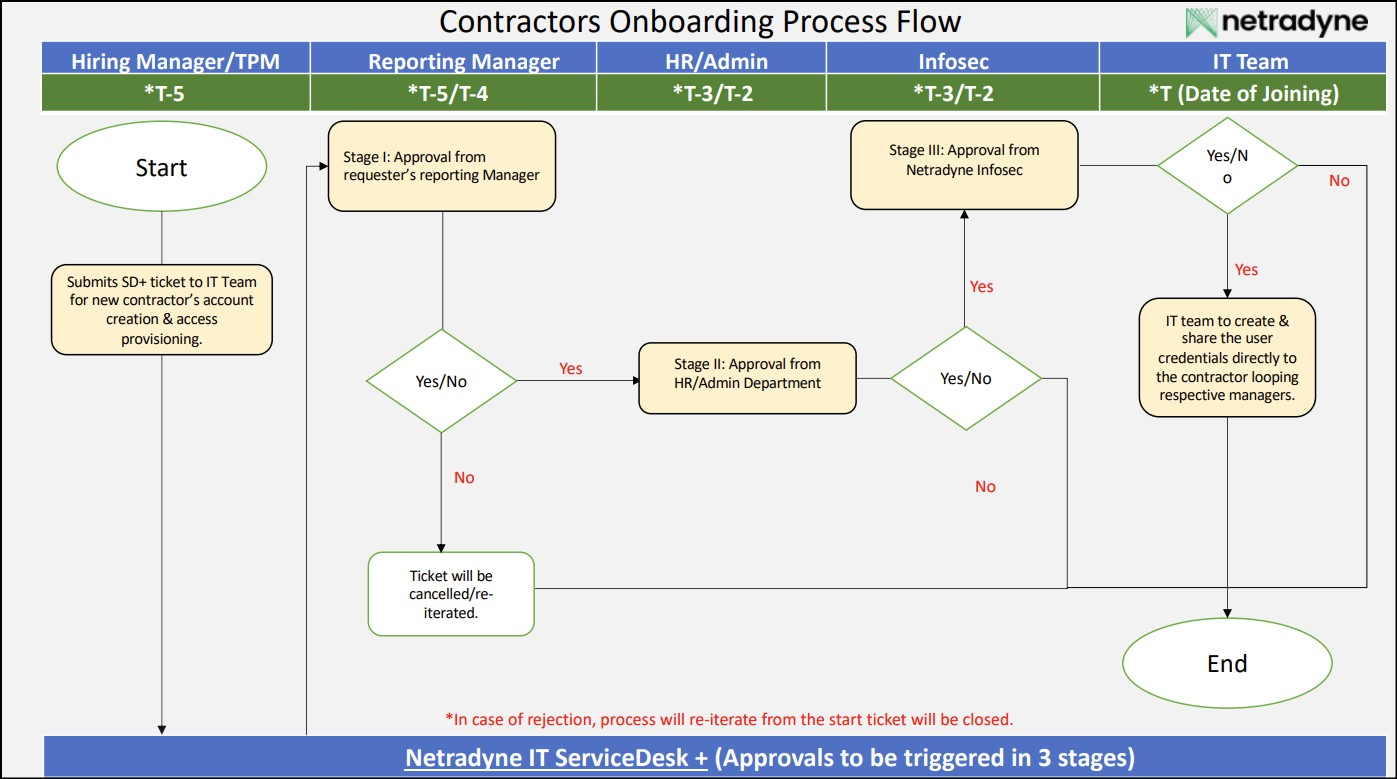 Contractors Onboarding Process Flow
netradyne
Hiring Manager/TPM
Reporting Manager
HR/Admin
Infosec
IT Team
*T-5
*T-5/T-4
*T-3/T-2
*T-3/T-2
*T (Date of Joining)
Start
Stage I: Approval from
requester’s reporting Manager
Stage III: Approval from
Netradyne Infosec
Yes/N
o
No
Submits SD+ ticket to IT Team
for new contractor’s account
creation & access
provisioning.
Yes
Yes
IT team to create &
share the user
credentials directly to
the contractor looping
respective managers.
Yes/No
Yes
Stage II: Approval from
HR/Admin Department
Yes/No
No
No
Ticket will be
cancelled/re-
iterated.
End
*In case of rejection, process will re-iterate from the start ticket will be closed.
Netradyne IT ServiceDesk + (Approvals to be triggered in 3 stages)